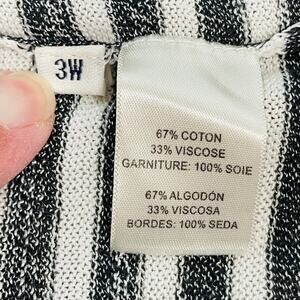 3W
67% COTON
33% VISCOSE
GARNITURE: 100% SOIE
67% ALGODÓN
33% VISCOSA
BORDES: 100% SEDA